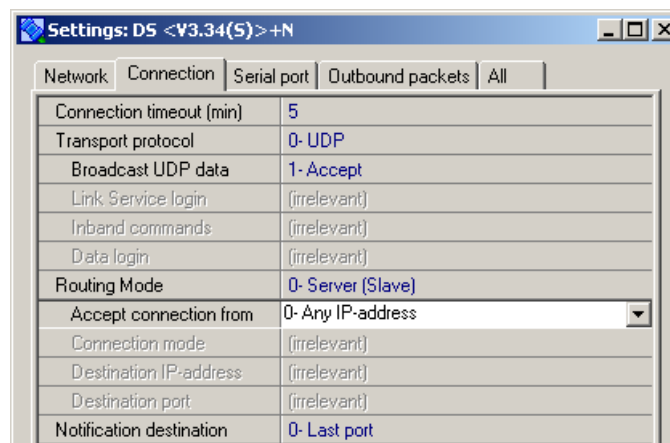 Settings: DS <V3.34(S)>+N
Network Connection Serial port Outbound packets All
Connection timeout (min) 5
Transport protocol 0- UDP
Broadcast UDP data 1- Accept
Link Service login (irrelevant)
Inband commands (irrelevant)
Data login (irrelevant)
Routing Mode 0- Server (Slave)
Accept connection from 0- Any IP-address
Connection mode (irrelevant)
Destination IP-address (irrelevant)
Destination port (irrelevant)
Notification destination 0- Last port